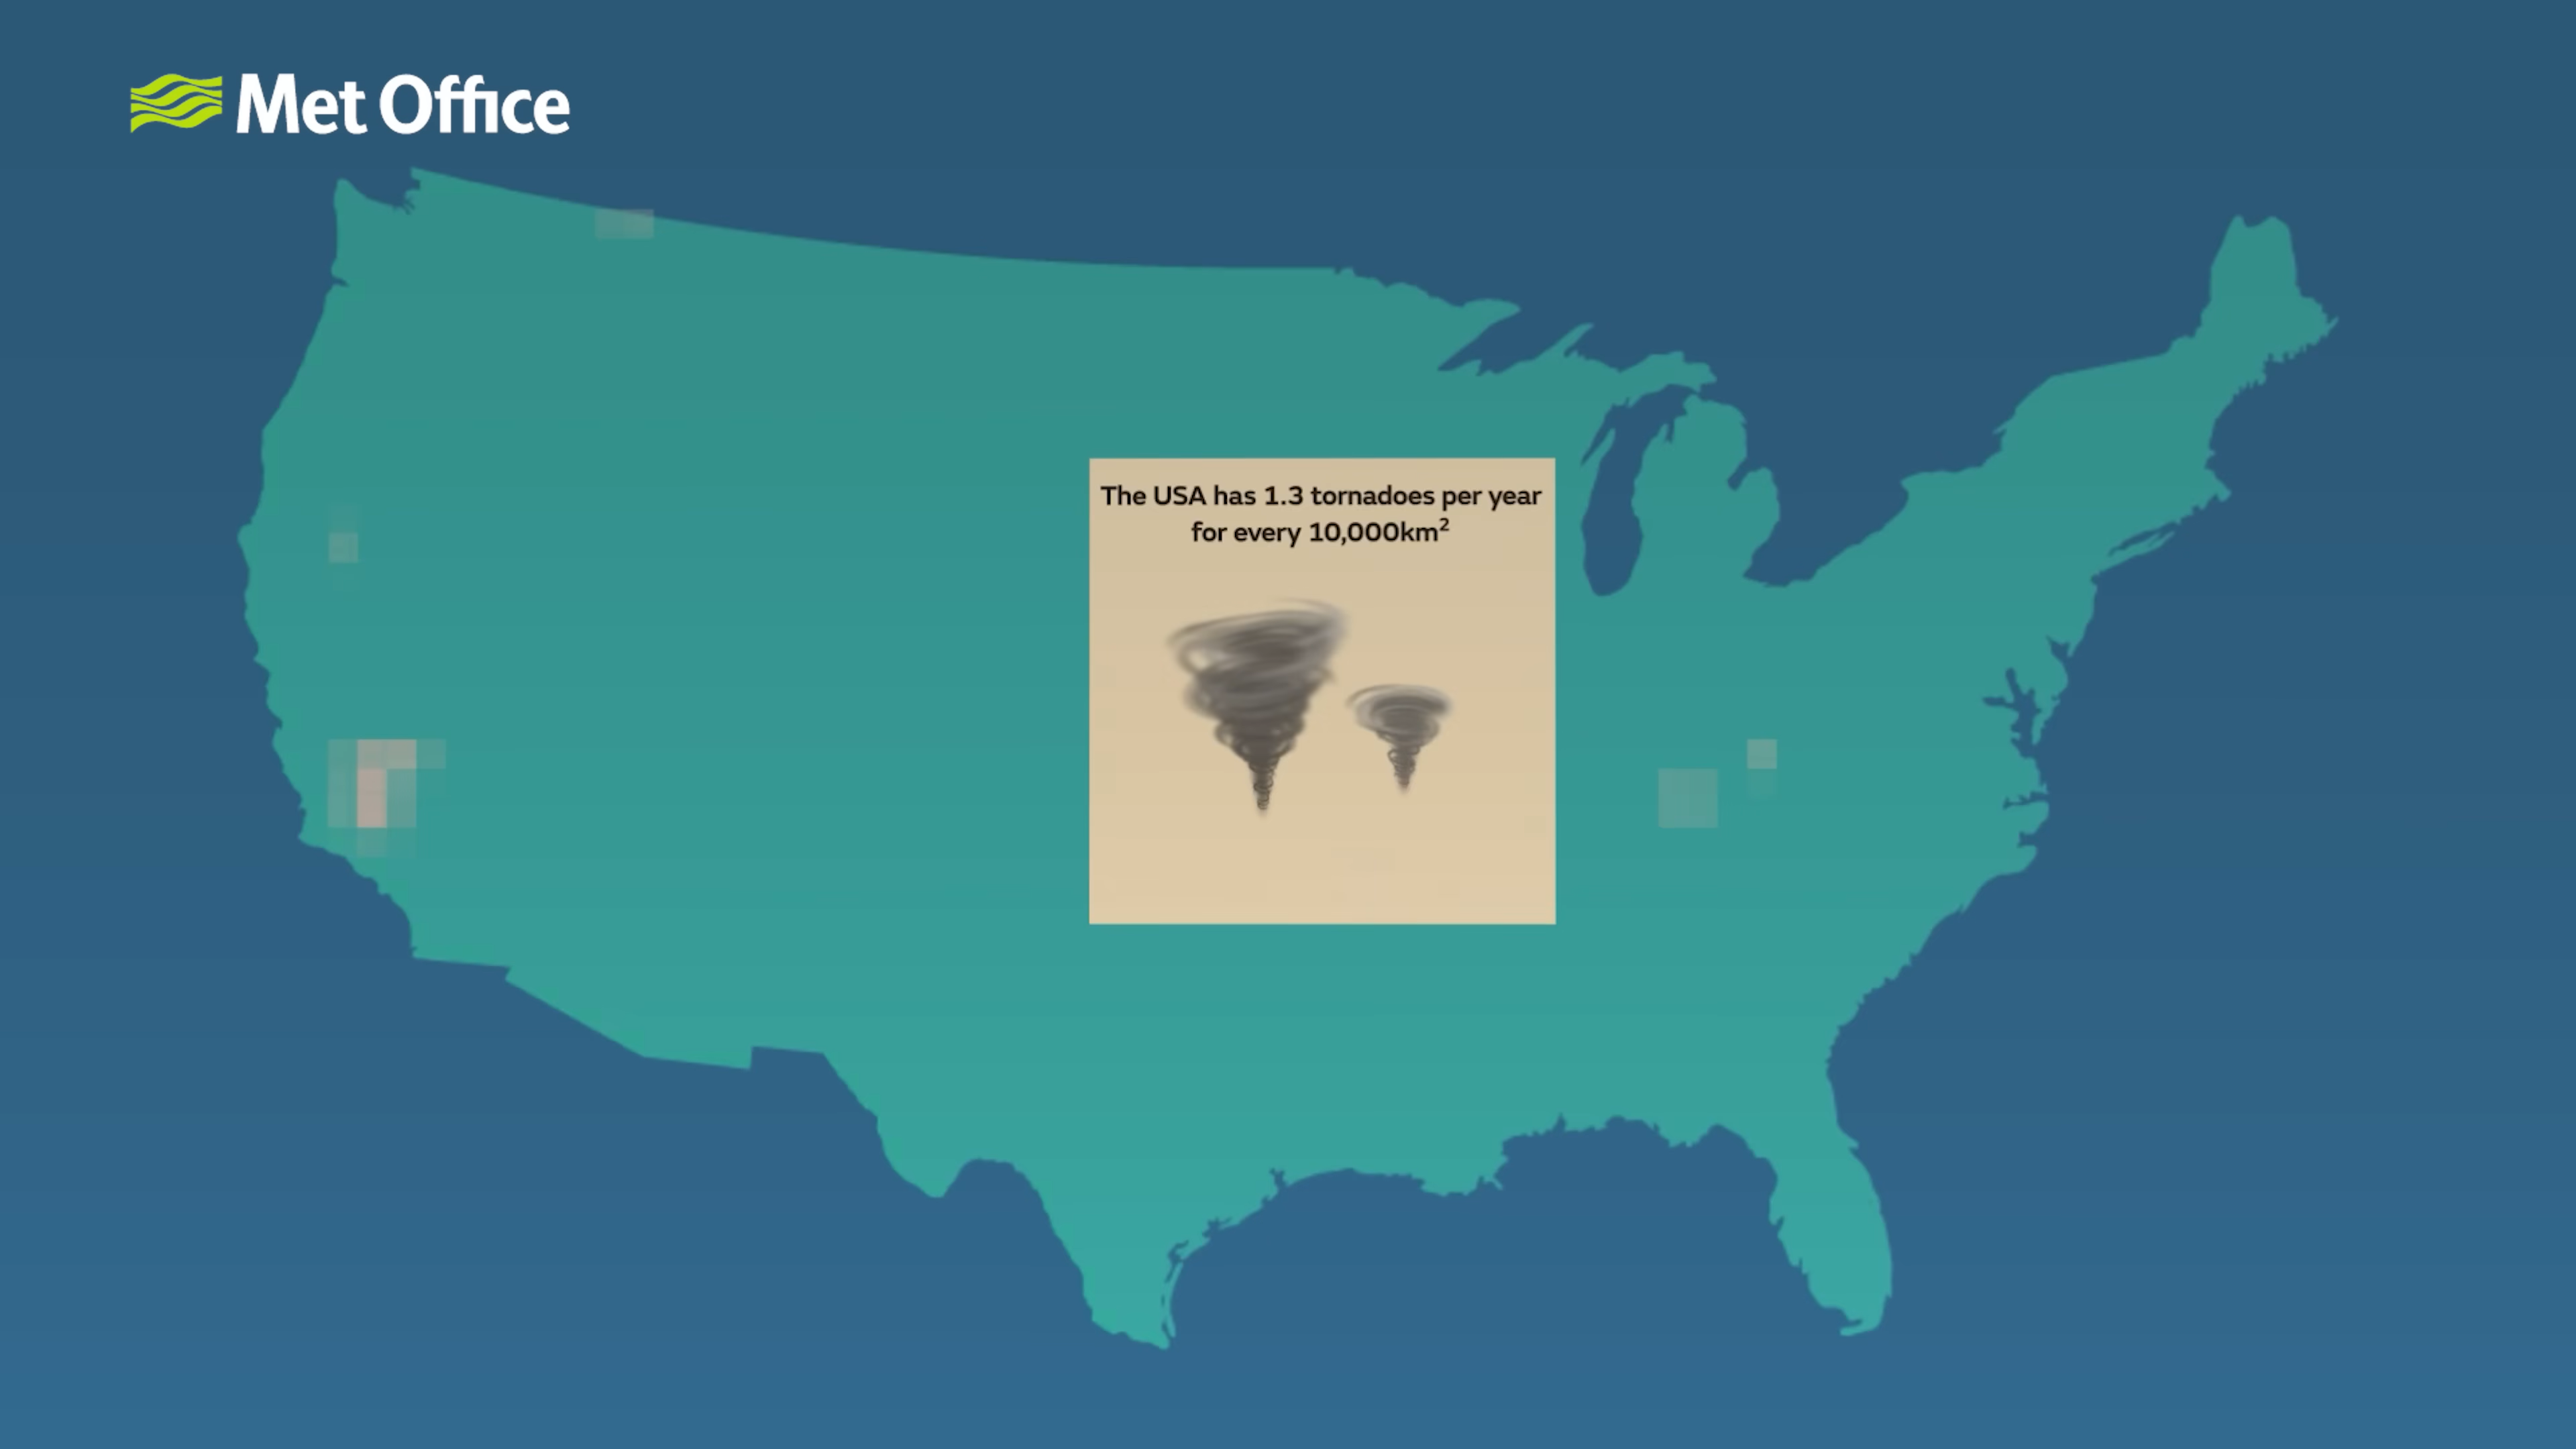 Met Office
The USA has 1.3 tornadoes per year
for every 10,000km²